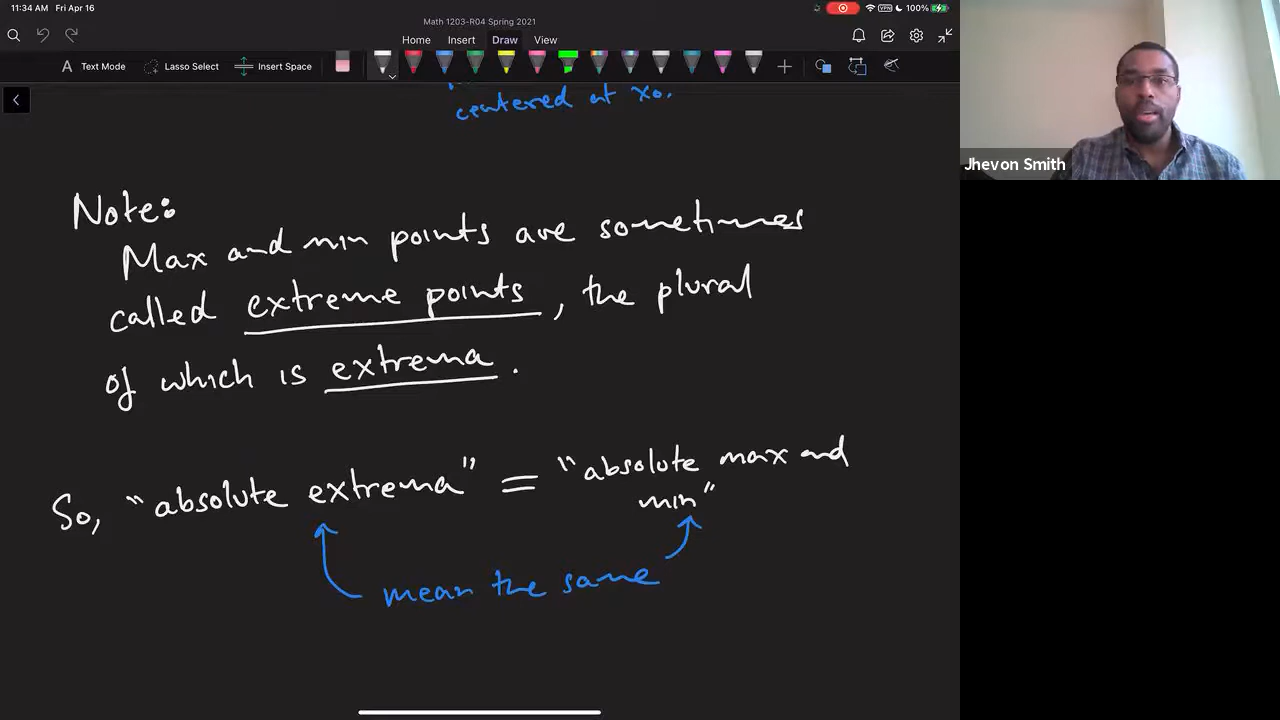 11:34 AM Fri Apr 16
VPN
100%
Math 1203-R04 Spring 2021
Home Insert Draw View
A Text Mode Lasso Select Insert Space
centered at x0.
Jhevon Smith
Note:
Max and min points are sometimes
called extreme points, the plural
of which is extrema.
So, "absolute extrema" = "absolute max and
min"
mean the same